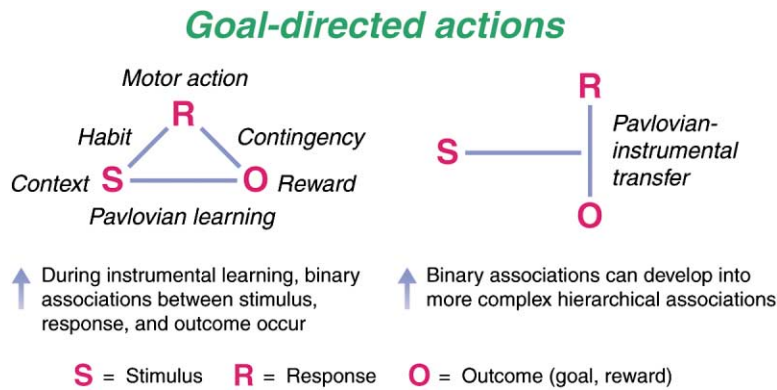 Goal-directed actions
Motor action
R
Habit
Contingency
Context
S
O
Reward
Pavlovian learning
R
S
Pavlovian-
instrumental
transfer
O
During instrumental learning, binary
associations between stimulus,
response, and outcome occur
Binary associations can develop into
more complex hierarchical associations
S = Stimulus R = Response O = Outcome (goal, reward)